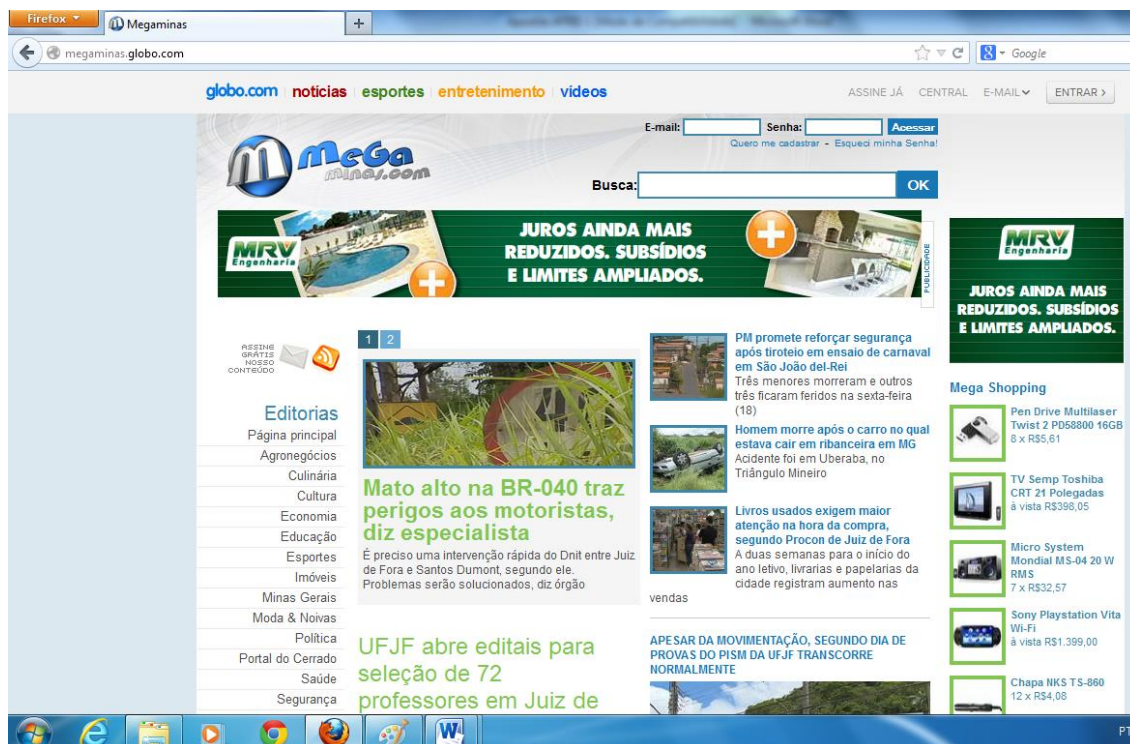 Firefox
Megaminas
+
megaminas.globo.com
Google
globo.com notícias esportes entretenimento vídeos
ASSINE JÁ CENTRAL E-MAIL ENTRAR >
MeGa
minas.com
E-mail: Senha: Acessar
Quero me cadastrar - Esqueci minha Senha!
Busca: OK
MRV
Engenharia
JUROS AINDA MAIS
REDUZIDOS. SUBSÍDIOS
E LIMITES AMPLIADOS.
PUBLICIDADE
MRV
Engenharia
JUROS AINDA MAIS
REDUZIDOS. SUBSÍDIOS
E LIMITES AMPLIADOS.
ASSINE
GRÁTIS
NOSSO
CONTEÚDO
Editorias
Página principal
Agronegócios
Culinária
Cultura
Economia
Educação
Esportes
Imóveis
Minas Gerais
Moda & Noivas
Política
Portal do Cerrado
Saúde
Segurança
1 2
Mato alto na BR-040 traz
perigos aos motoristas,
diz especialista
É preciso uma intervenção rápida do Dnit entre Juiz
de Fora e Santos Dumont, segundo ele.
Problemas serão solucionados, diz órgão
UFJF abre editais para
seleção de 72
professores em Juiz de
PM promete reforçar segurança
após tiroteio em ensaio de carnaval
em São João del-Rei
Três menores morreram e outros
três ficaram feridos na sexta-feira
(18)
Homem morre após o carro no qual
estava cair em ribanceira em MG
Acidente foi em Uberaba, no
Triângulo Mineiro
Livros usados exigem maior
atenção na hora da compra,
segundo Procon de Juiz de Fora
A duas semanas para o início do
ano letivo, livrarias e papelarias da
cidade registram aumento nas
vendas
APESAR DA MOVIMENTAÇÃO, SEGUNDO DIA DE
PROVAS DO PISM DA UFJF TRANSCORRE
NORMALMENTE
Mega Shopping
Pen Drive Multilaser
Twist 2 PD58800 16GB
8 x R$5,61
TV Semp Toshiba
CRT 21 Polegadas
à vista R$398,05
Micro System
Mondial MS-04 20 W
RMS
7 x R$32,57
Sony Playstation Vita
Wi-Fi
à vista R$1.399,00
Chapa NKS TS-860
12 x R$4,08
PT